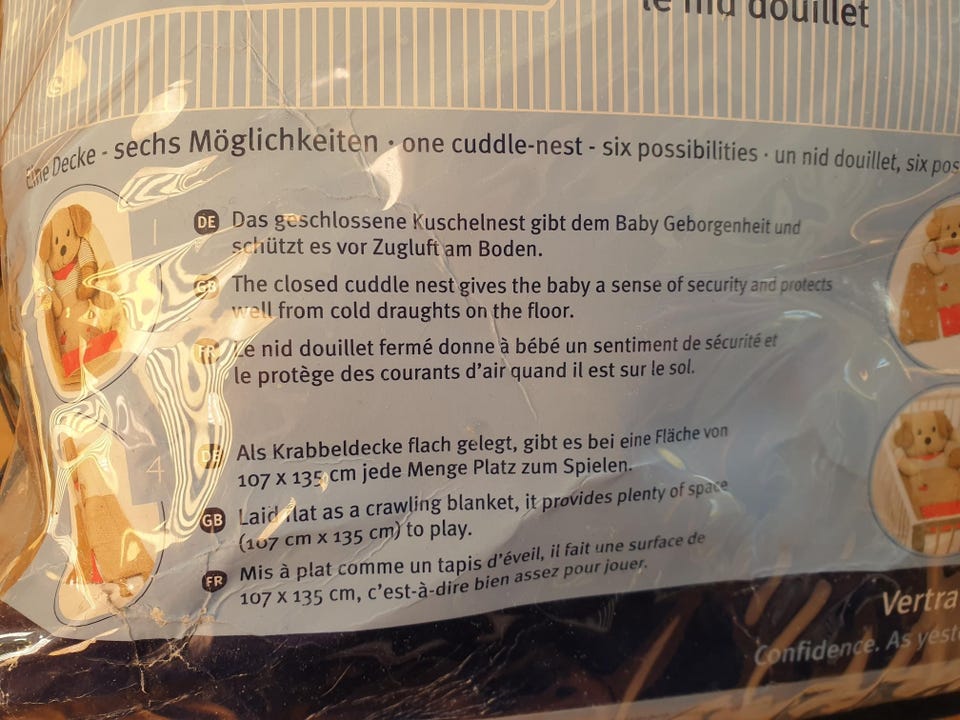 le nid douillet
Eine Decke - sechs Möglichkeiten · one cuddle-nest - six possibilities · un nid douillet, six pos
1
DE Das geschlossene Kuschelnest gibt dem Baby Geborgenheit und
schützt es vor Zugluft am Boden.
GB The closed cuddle nest gives the baby a sense of security and protects
well from cold draughts on the floor.
FR Le nid douillet fermé donne à bébé un sentiment de sécurité et
le protège des courants d'air quand il est sur le sol.
4
DE Als Krabbeldecke flach gelegt, gibt es bei eine Fläche von
107 x 135 cm jede Menge Platz zum Spielen.
GB Laid flat as a crawling blanket, it provides plenty of space
(107 cm x 135 cm) to play.
FR Mis à plat comme un tapis d'éveil, il fait une surface de
107 x 135 cm, c'est-à-dire bien assez pour jouer.
Vertra
Confidence. As yest